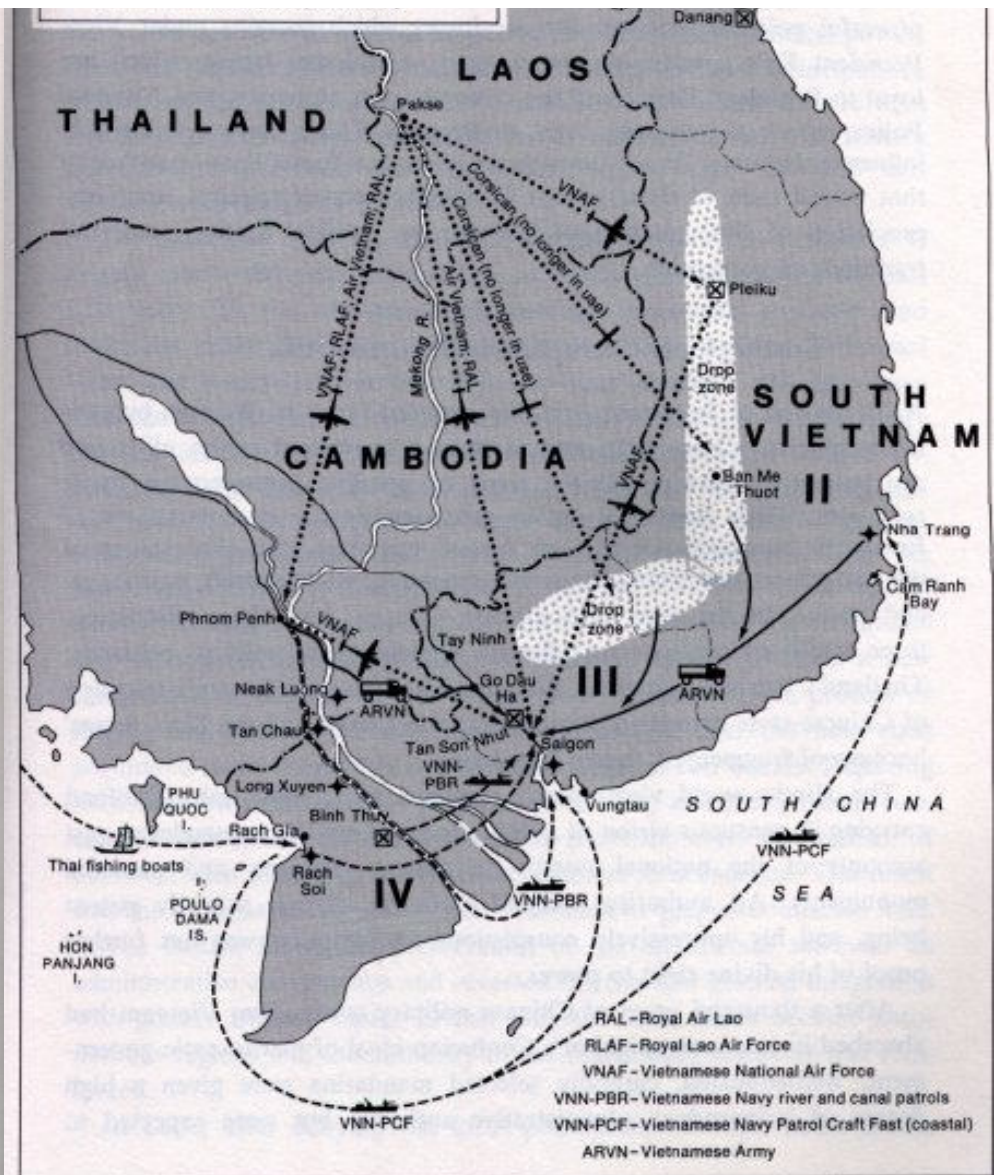 Danang
LAOS
THAILAND
Pakse
VNAF
Corsican (no longer in use)
VNAF; RLAF; Air Vietnam; RAL
Corsican (no longer in use)
Air Vietnam; RAL
Mekong R.
Pleiku
Drop
zone
SOUTH
VIETNAM
CAMBODIA
VNAF
Ban Me
Thuot
II
Nha Trang
Cam Ranh
Bay
Phnom Penh
VNAF
Drop
zone
Tay Ninh
III
Neak Luong
ARVN
Go Dau
Ha
ARVN
Tan Chau
Tan Son Nhut
Saigon
VNN-
PBR
Long Xuyen
PHU
QUOC
Vungtau
SOUTH CHINA
SEA
Binh Thuy
Rach Gia
VNN-PCF
Thai fishing boats
Rach
Soi
IV
VNN-PBR
POULO
DAMA
IS.
HON
PANJANG
RAL-Royal Air Lao
RLAF-Royal Lao Air Force
VNAF-Vietnamese National Air Force
VNN-PBR-Vietnamese Navy river and canal patrols
VNN-PCF-Vietnamese Navy Patrol Craft Fast (coastal)
ARVN-Vietnamese Army
VNN-PCF